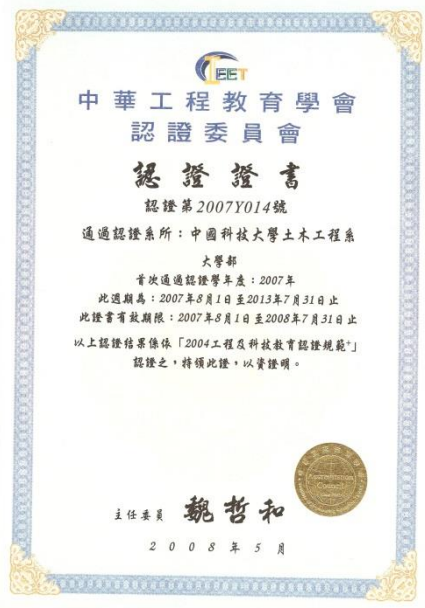 IEET
中華工程教育學會
認證委員會
認證證書
認證第2007Y014號
通過認證系所：中國科技大學土木工程系
大學部
首次通過認證學年度：2007年
此週期為：2007年8月1日至2013年7月31日止
此證書有效期限：2007年8月1日至2008年7月31日止
以上認證結果係依「2004工程及科技教育認證規範+」
認證之，特頒此證，以資證明。
Accreditation
Council
主任委員 魏哲和
2008年5月